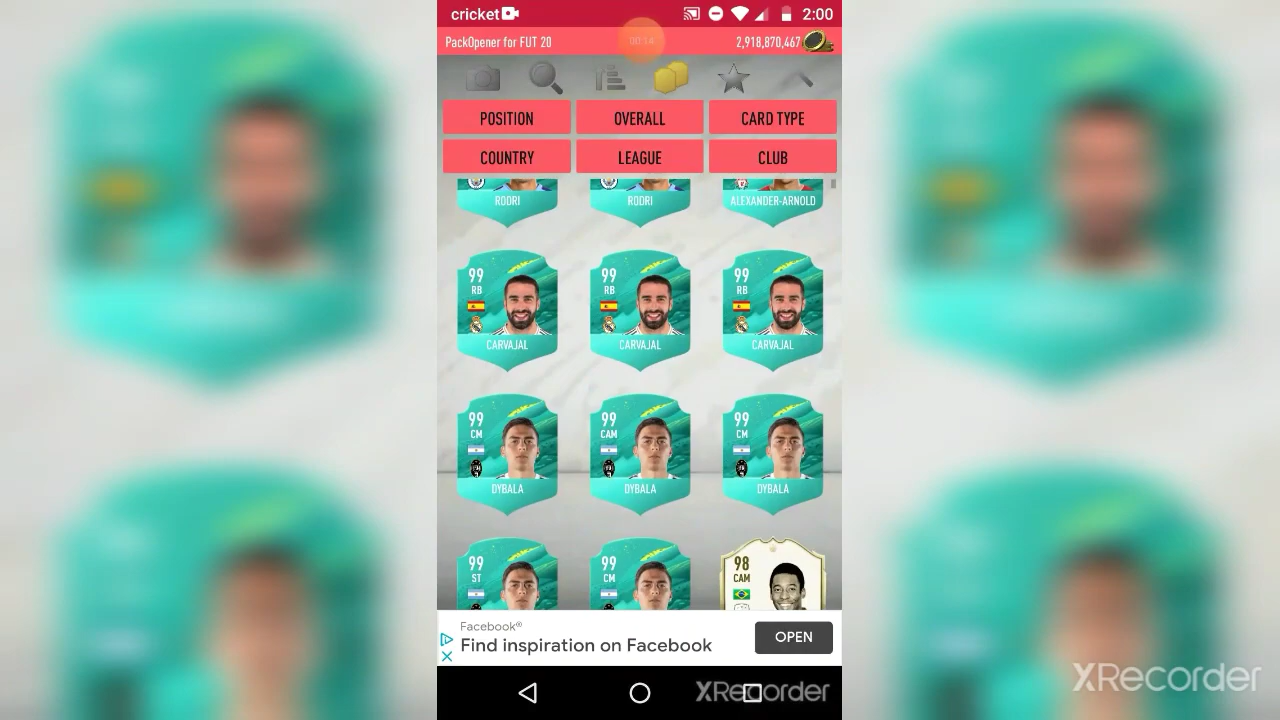 cricket 2:00
PackOpener for FUT 20 00:14 2,918,870,467
POSITION OVERALL CARD TYPE
COUNTRY LEAGUE CLUB
RODRI RODRI ALEXANDER-ARNOLD
99 99 99
RB RB RB
CARVAJAL CARVAJAL CARVAJAL
99 99 99
CM CAM CM
DYBALA DYBALA DYBALA
99 99 98
ST CM CAM
Facebook®
Find inspiration on Facebook OPEN
XRecorder
XRecorder